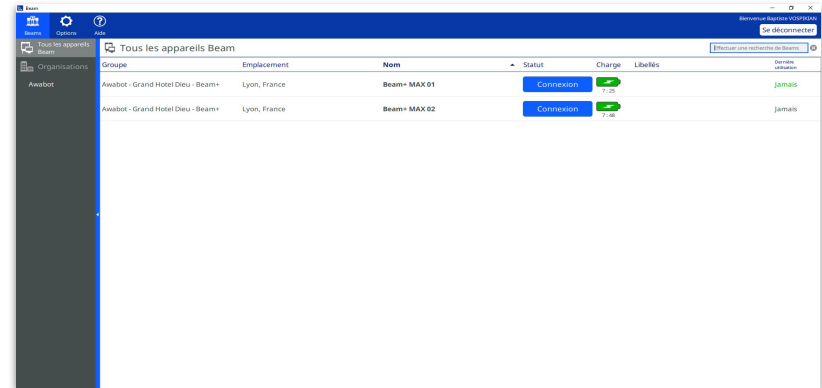 Beam
Bienvenue Baptiste VOSPIKIAN
Beams
Options
Aide
Se déconnecter
Tous les appareils
Beam
Tous les appareils Beam
Effectuer une recherche de Beams
Organisations
Awabot
Groupe Emplacement Nom Statut Charge Libellés Dernière
utilisation
Awabot - Grand Hotel Dieu - Beam+ Lyon, France Beam+ MAX 01 Connexion Jamais
7 : 25
Awabot - Grand Hotel Dieu - Beam+ Lyon, France Beam+ MAX 02 Connexion Jamais
7 : 48